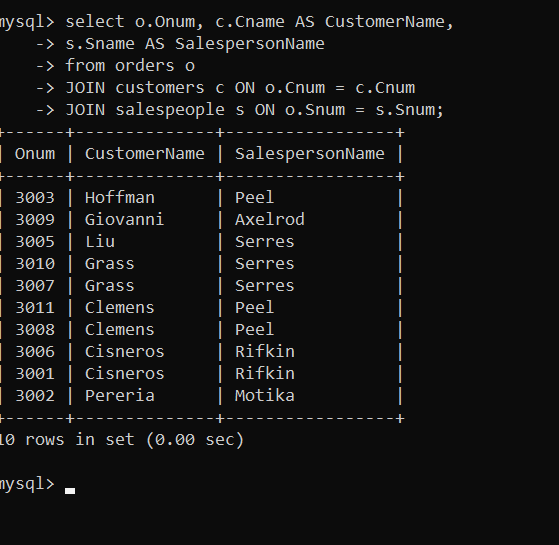 mysql> select o.Onum, c.Cname AS CustomerName,
    -> s.Sname AS SalespersonName
    -> from orders o
    -> JOIN customers c ON o.Cnum = c.Cnum
    -> JOIN salespeople s ON o.Snum = s.Snum;
+------+--------------+-----------------+
| Onum | CustomerName | SalespersonName |
+------+--------------+-----------------+
| 3003 | Hoffman      | Peel            |
| 3009 | Giovanni     | Axelrod         |
| 3005 | Liu          | Serres          |
| 3010 | Grass        | Serres          |
| 3007 | Grass        | Serres          |
| 3011 | Clemens      | Peel            |
| 3008 | Clemens      | Peel            |
| 3006 | Cisneros     | Rifkin          |
| 3001 | Cisneros     | Rifkin          |
| 3002 | Pereria      | Motika          |
+------+--------------+-----------------+
10 rows in set (0.00 sec)
mysql>